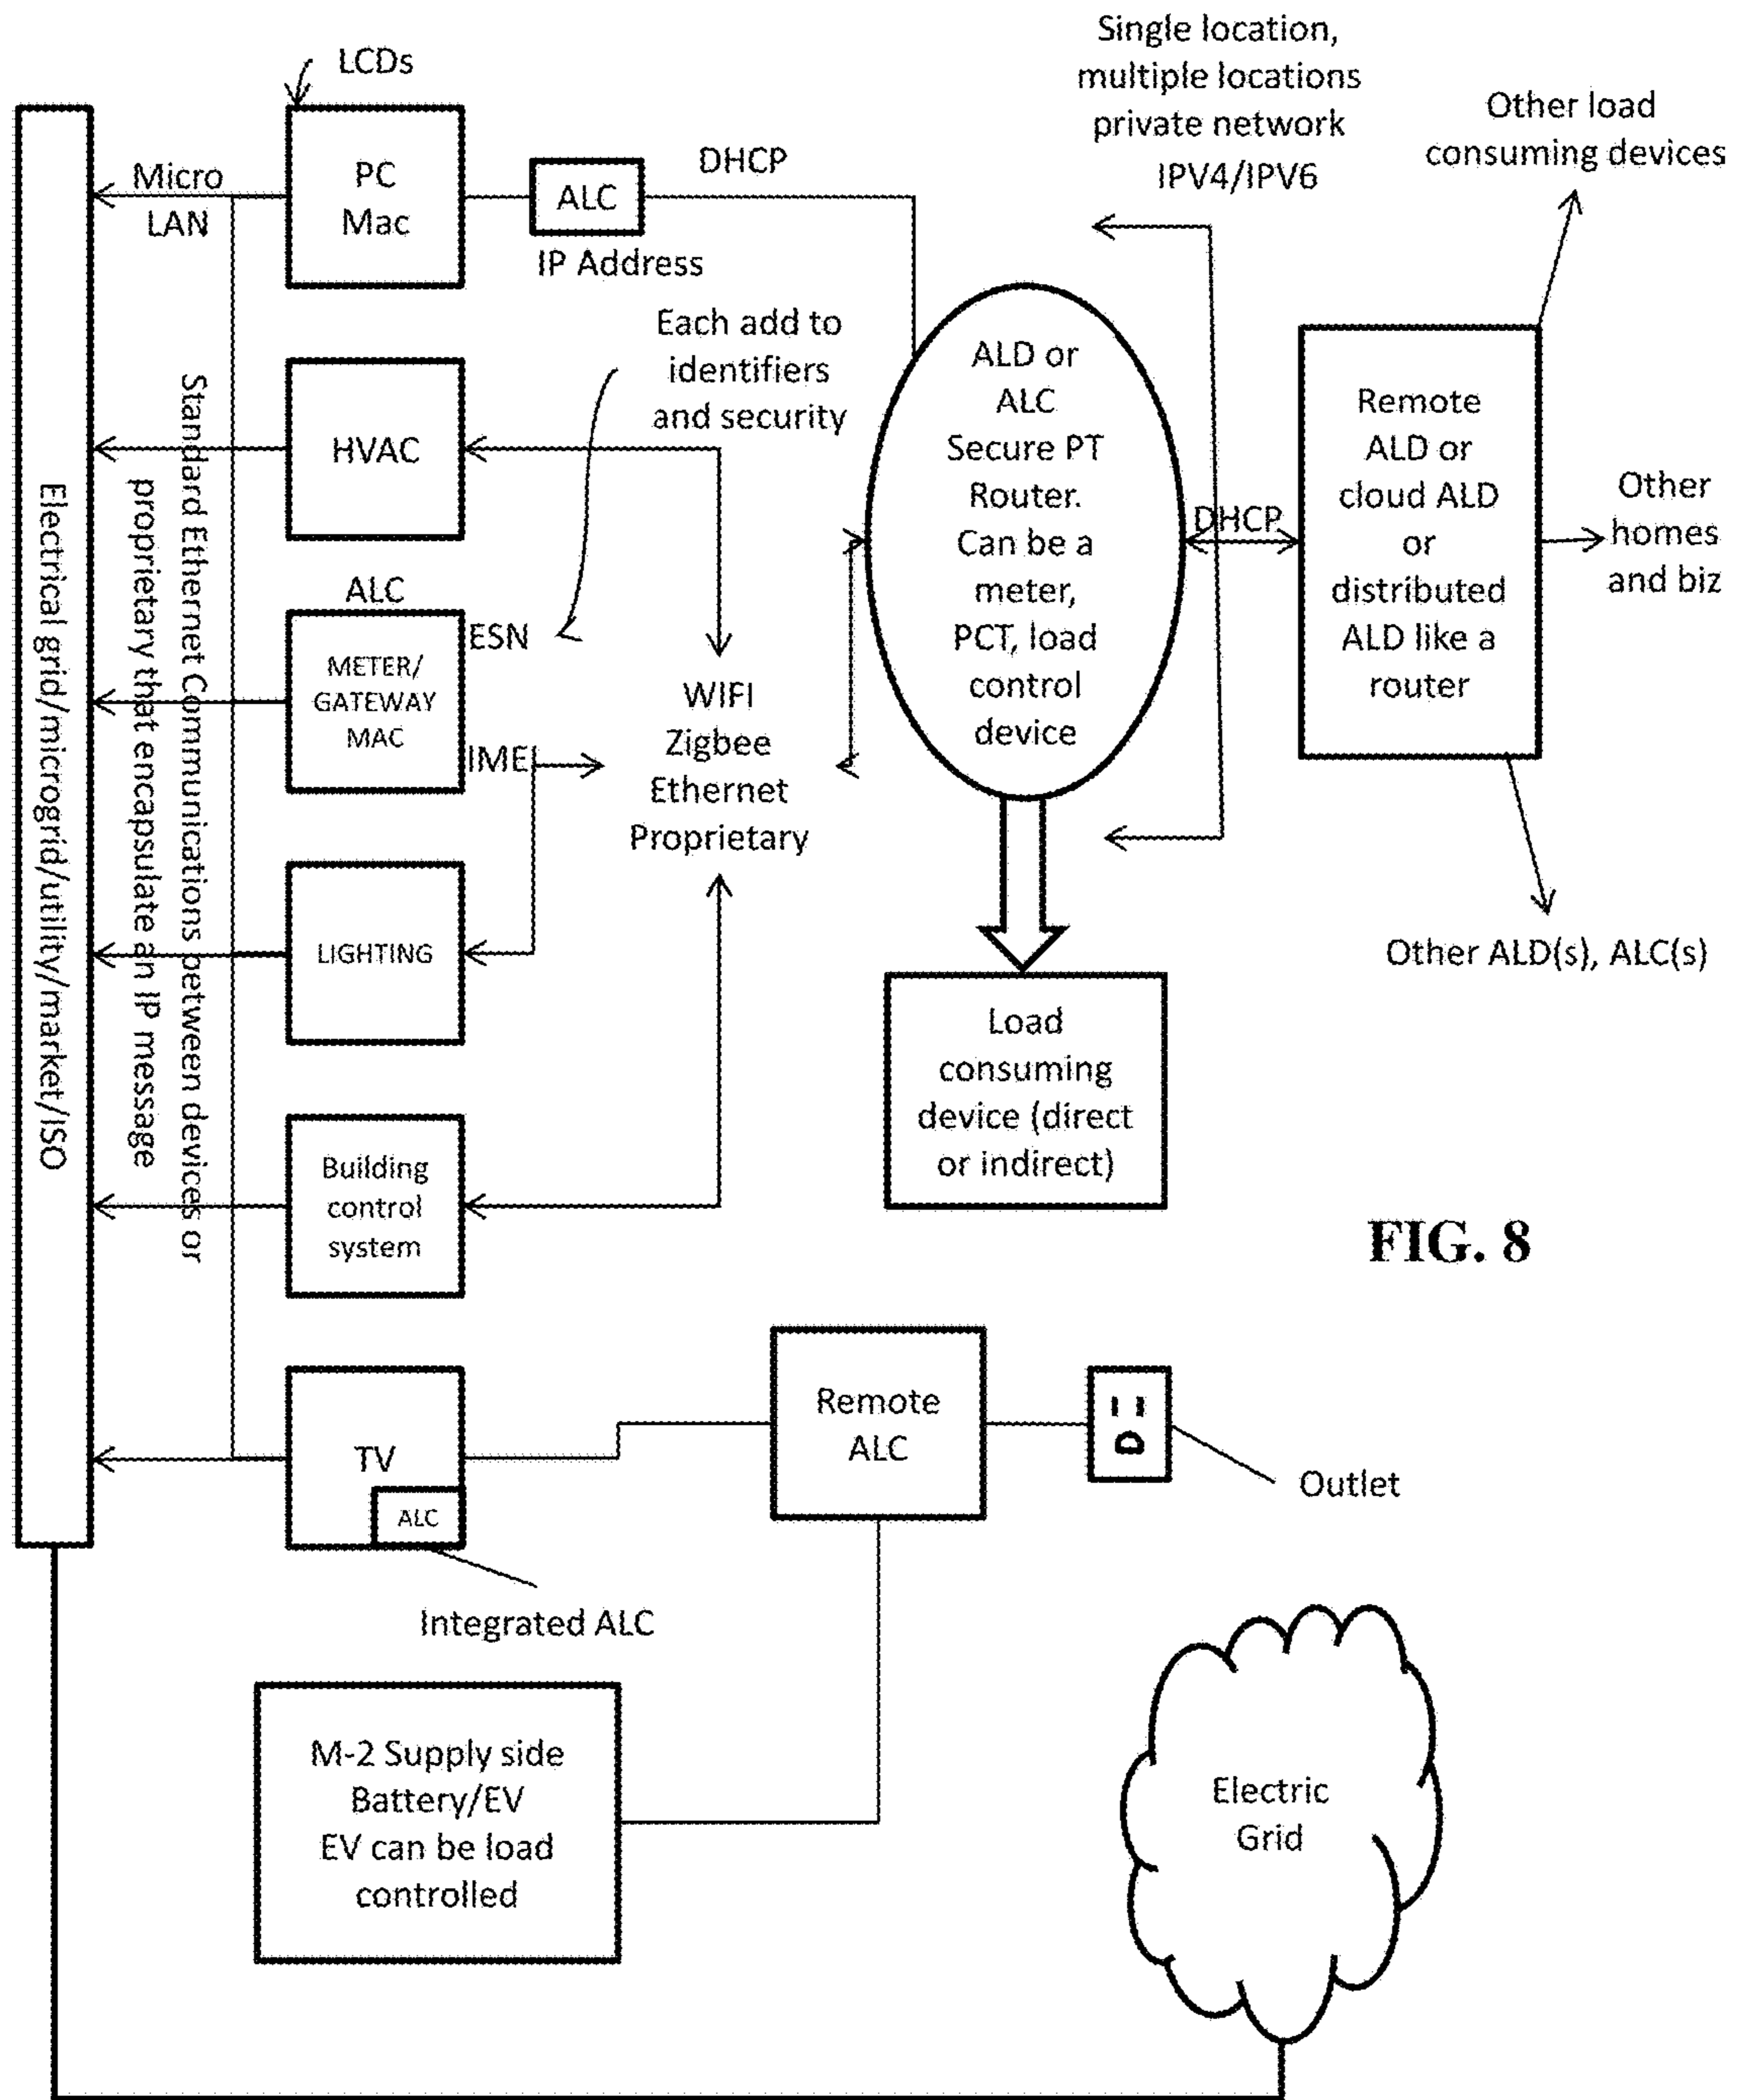 LCDs
Single location,
multiple locations
private network
IPV4/IPV6
Other load
consuming devices
Micro
LAN
PC
Mac
ALC
DHCP
IP Address
Each add to
identifiers
and security
HVAC
ALC
METER/
GATEWAY
MAC
ESN
IMEI
WIFI
Zigbee
Ethernet
Proprietary
ALD or
ALC
Secure PT
Router.
Can be a
meter,
PCT, load
control
device
DHCP
Remote
ALD or
cloud ALD
or
distributed
ALD like a
router
Other
homes
and biz
Other ALD(s), ALC(s)
Electrical grid/microgrid/utility/market/ISO
Standard Ethernet Communications between devices or
proprietary that encapsulate an IP message
LIGHTING
Load
consuming
device (direct
or indirect)
Building
control
system
FIG. 8
TV
ALC
Remote
ALC
D =
Outlet
Integrated ALC
M-2 Supply side
Battery/EV
EV can be load
controlled
Electric
Grid